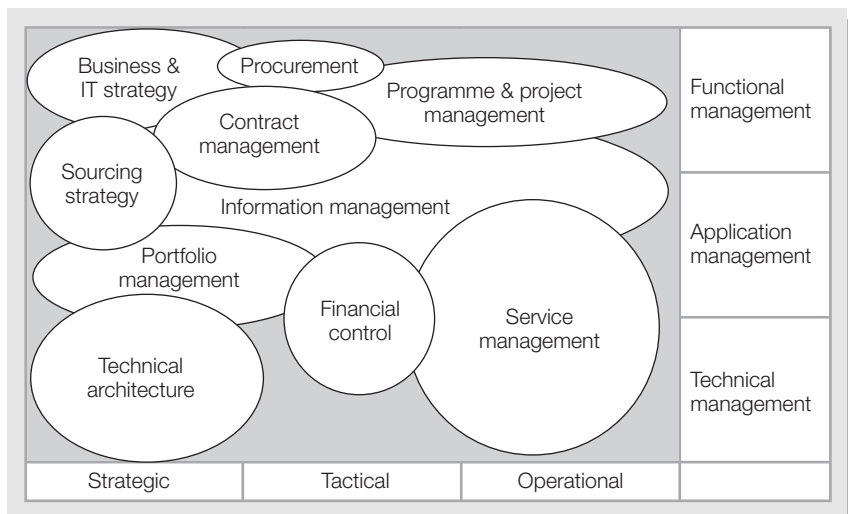 Business &
IT strategy
Procurement
Programme & project
management
Contract
management
Sourcing
strategy
Information management
Portfolio
management
Financial
control
Service
management
Technical
architecture
Functional
management
Application
management
Technical
management
Strategic
Tactical
Operational